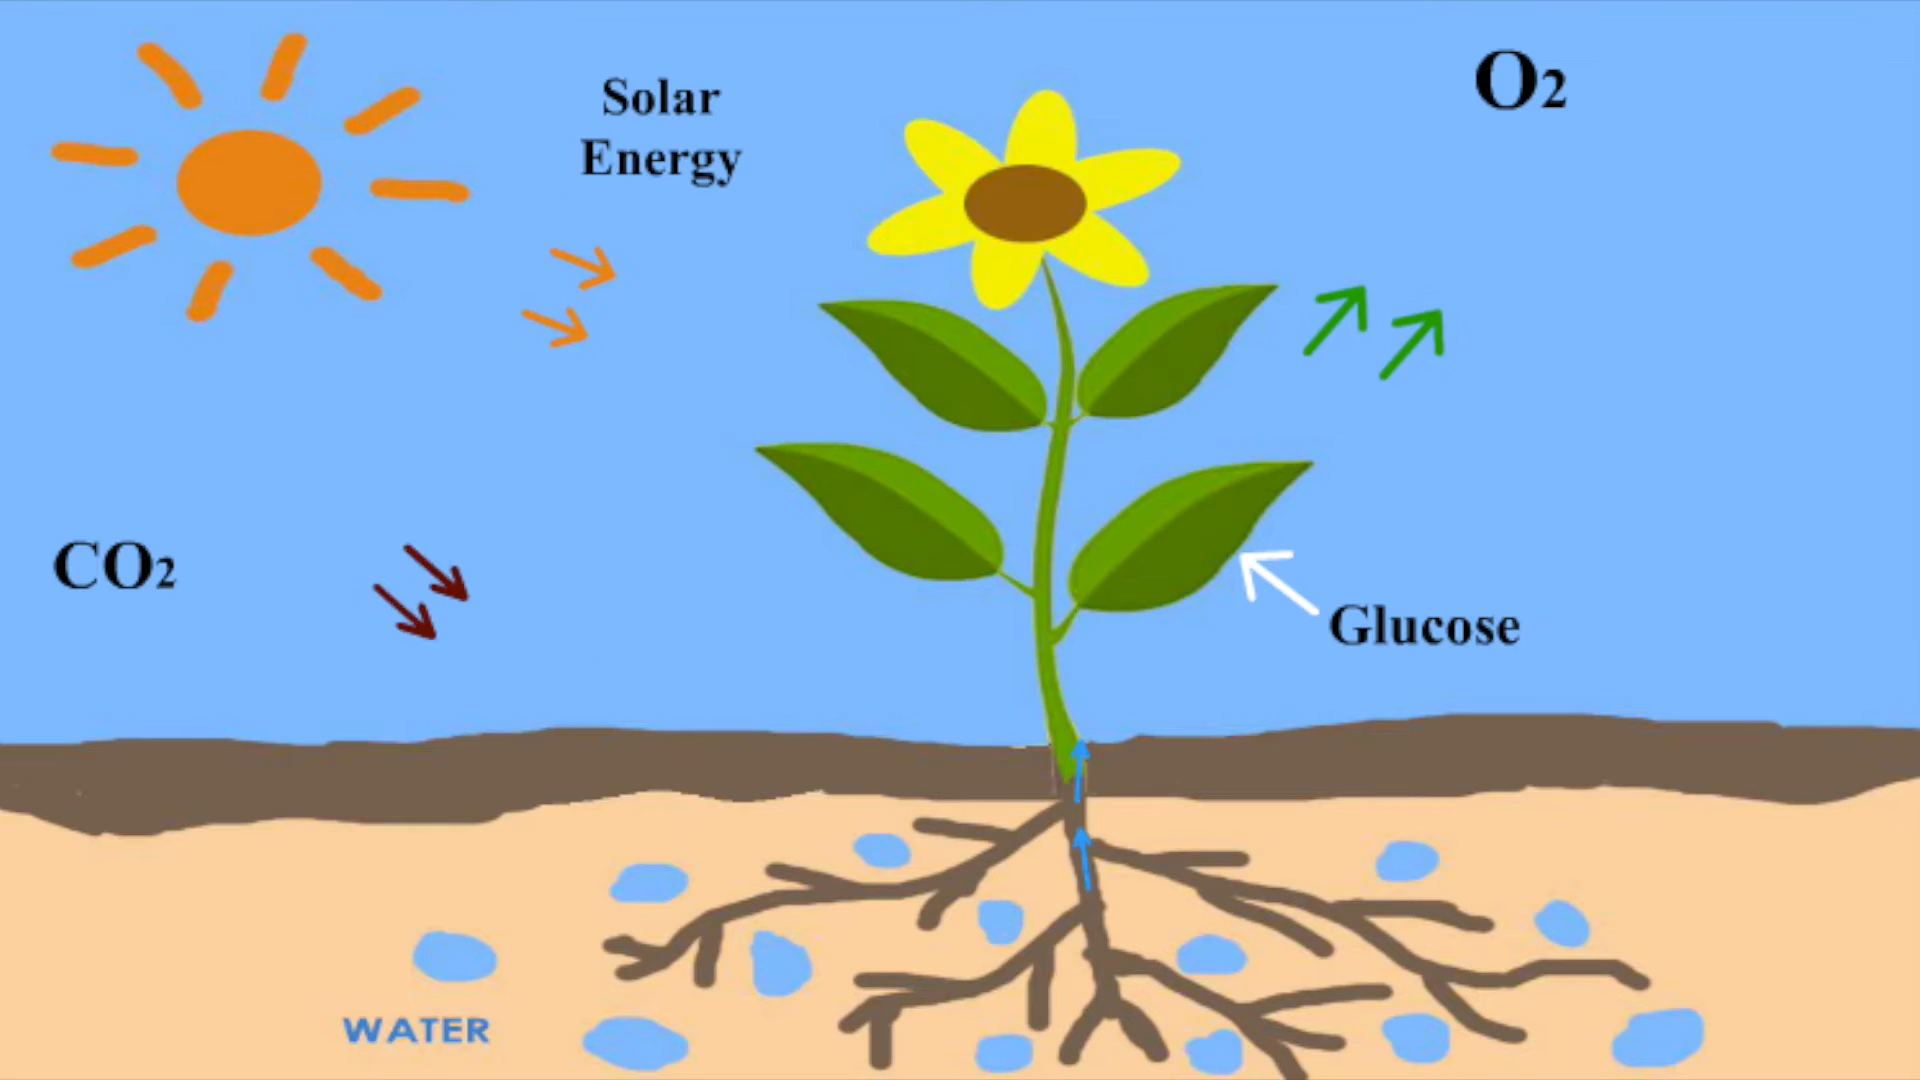 Solar
Energy
O₂
CO₂
Glucose
WATER